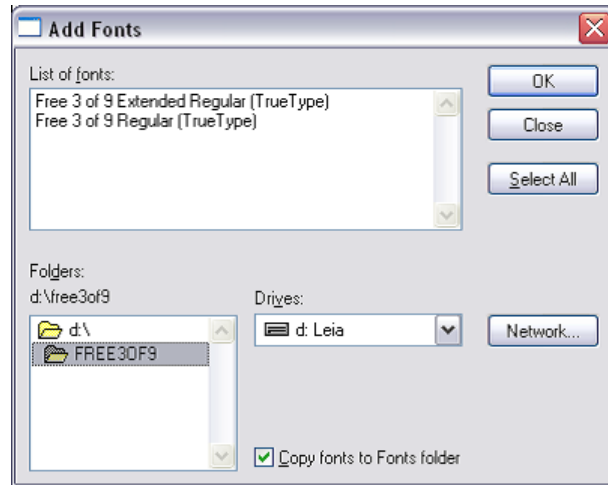 Add Fonts
List of fonts:
Free 3 of 9 Extended Regular (TrueType)
Free 3 of 9 Regular (TrueType)
OK
Close
Select All
Folders:
d:\free3of9
d:\
FREE3OF9
Drives:
d: Leia
Network...
Copy fonts to Fonts folder